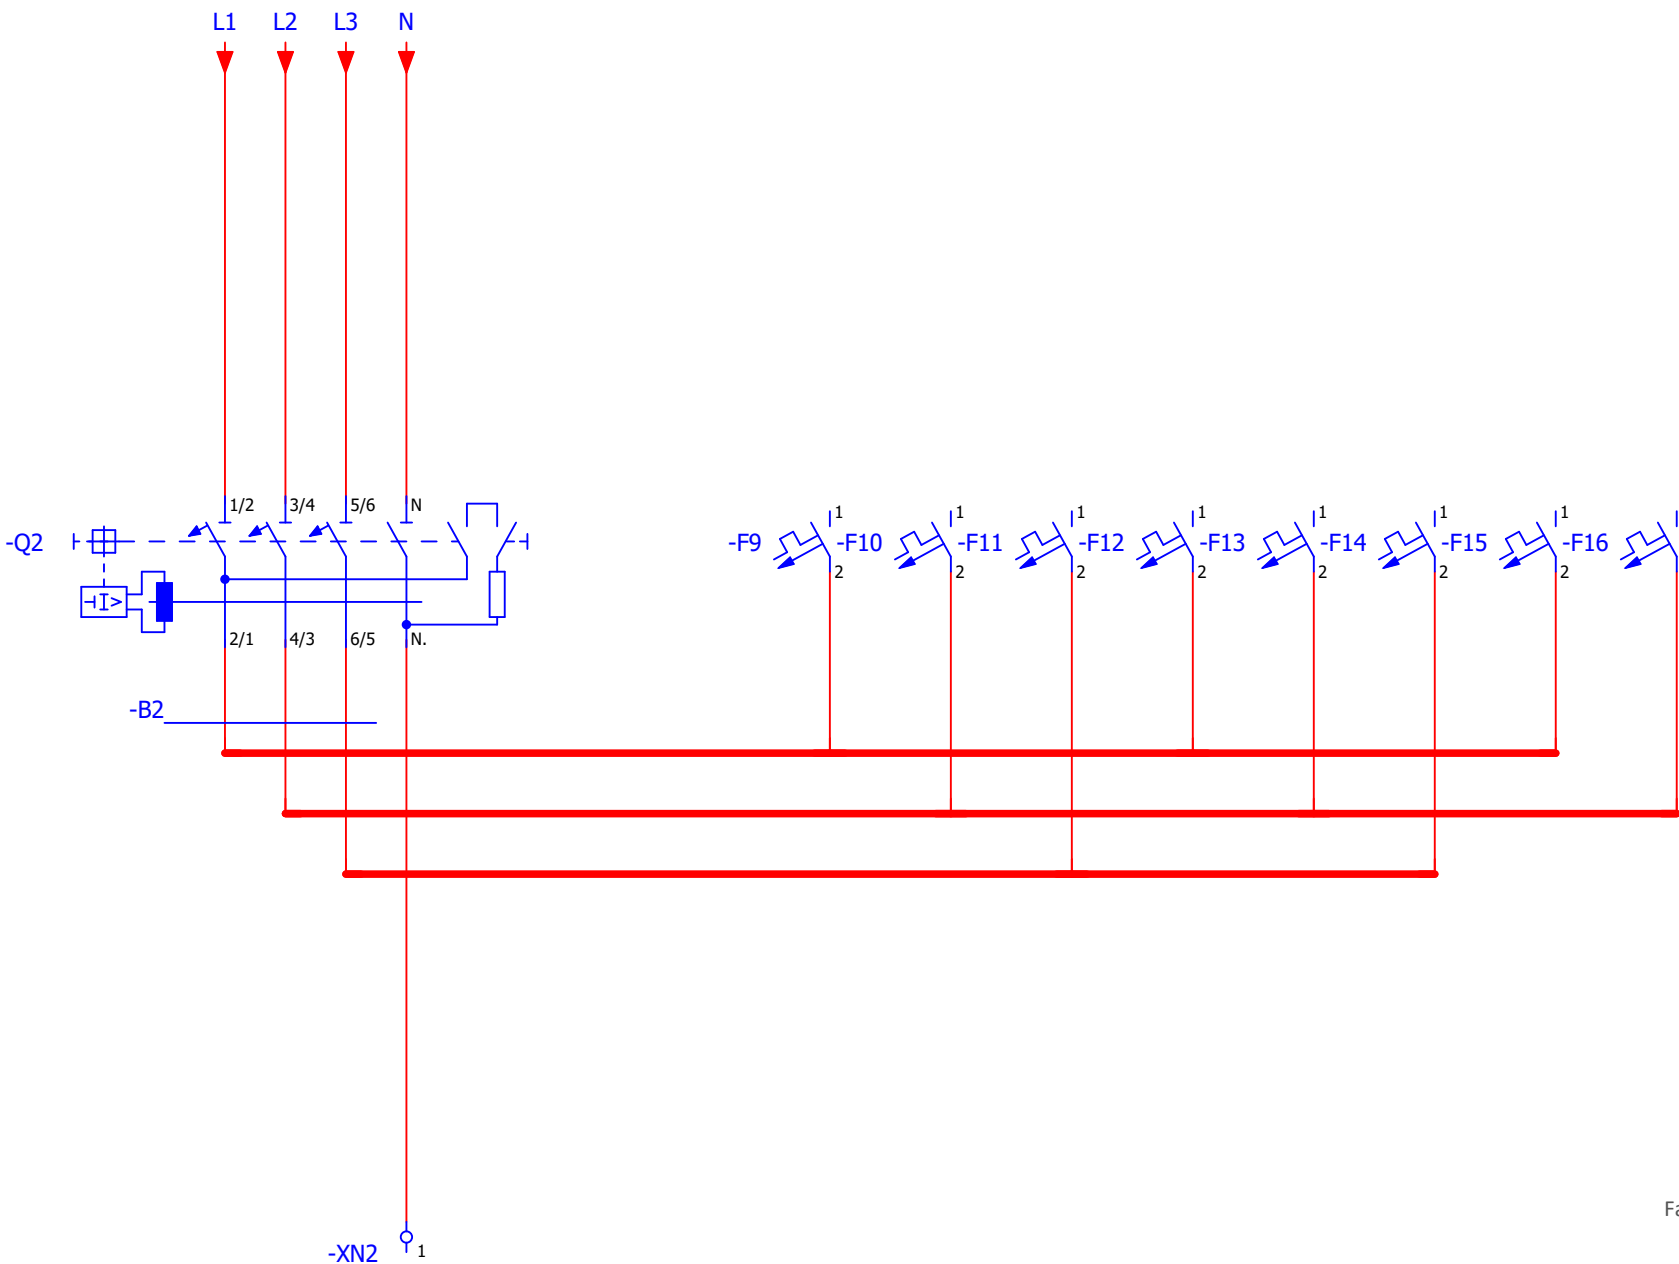 L1 L2 L3 N
1/2 3/4 5/6 N
1 1 1 1 1 1 1
-Q2 -F9 -F10 -F11 -F12 -F13 -F14 -F15 -F16
2 2 2 2 2 2 2
I>
2/1 4/3 6/5 N.
-B2
Fa
-XN2 1